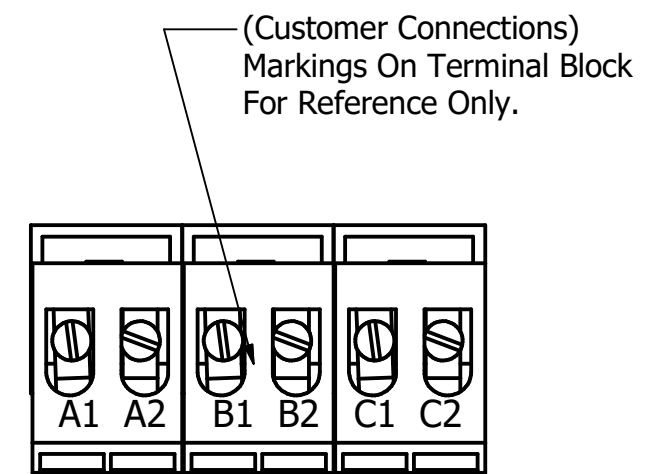 (Customer Connections)
Markings On Terminal Block
For Reference Only.
A1 A2 B1 B2 C1 C2